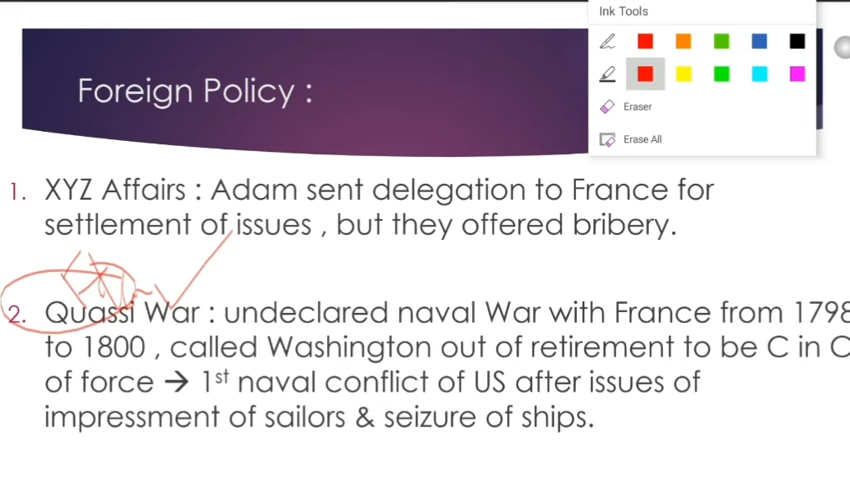 Ink Tools
Foreign Policy :
Eraser
Erase All
1. XYZ Affairs : Adam sent delegation to France for
settlement of issues , but they offered bribery.
2. Quassi War : undeclared naval War with France from 1798
to 1800 , called Washington out of retirement to be C in C
of force → 1st naval conflict of US after issues of
impressment of sailors & seizure of ships.